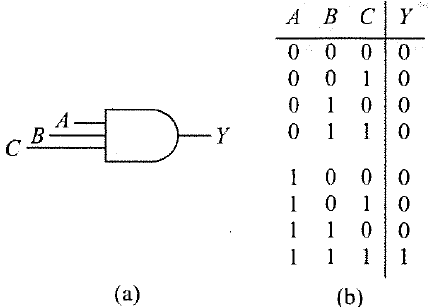 A
B
C
Y
(a)
A B C Y
0 0 0 0
0 0 1 0
0 1 0 0
0 1 1 0
1 0 0 0
1 0 1 0
1 1 0 0
1 1 1 1
(b)